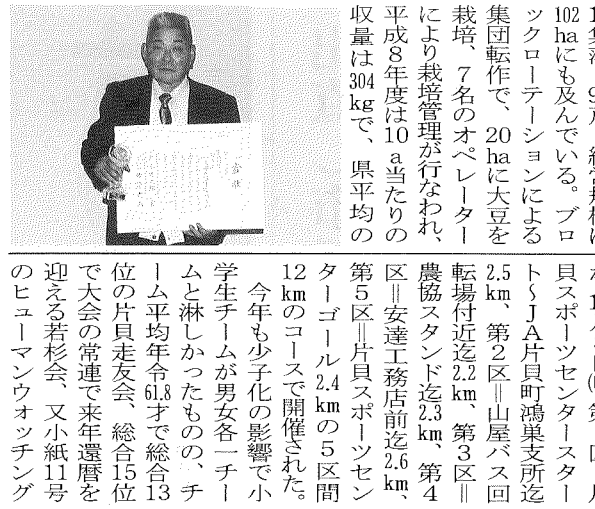 102haにも及んでいる。ブロ
ックローテーションによる
集団転作で、20haに大豆を
栽培、7名のオペレーター
により栽培管理が行なわれ、
平成8年度は10a当たりの
収量は304kgで、県平均の
貝スポーツセンタースター
ト〜JA片貝町鴻巣支所迄
2.5km、第2区＝山屋バス回
転場付近迄2.2km、第3区＝
農協スタンド迄2.3km、第4
区＝安達工務店前迄2.6km、
第5区＝片貝スポーツセン
ターゴール2.4kmの5区間
12kmのコースで開催された。
今年も少子化の影響で小
学生チームが男女各一チー
ムと淋しかったものの、チ
ーム平均年令61.8才で総合13
位の片貝走友会、総合15位
で大会の常連で来年還暦を
迎える若杉会、又小紙11号
のヒューマンウォッチング